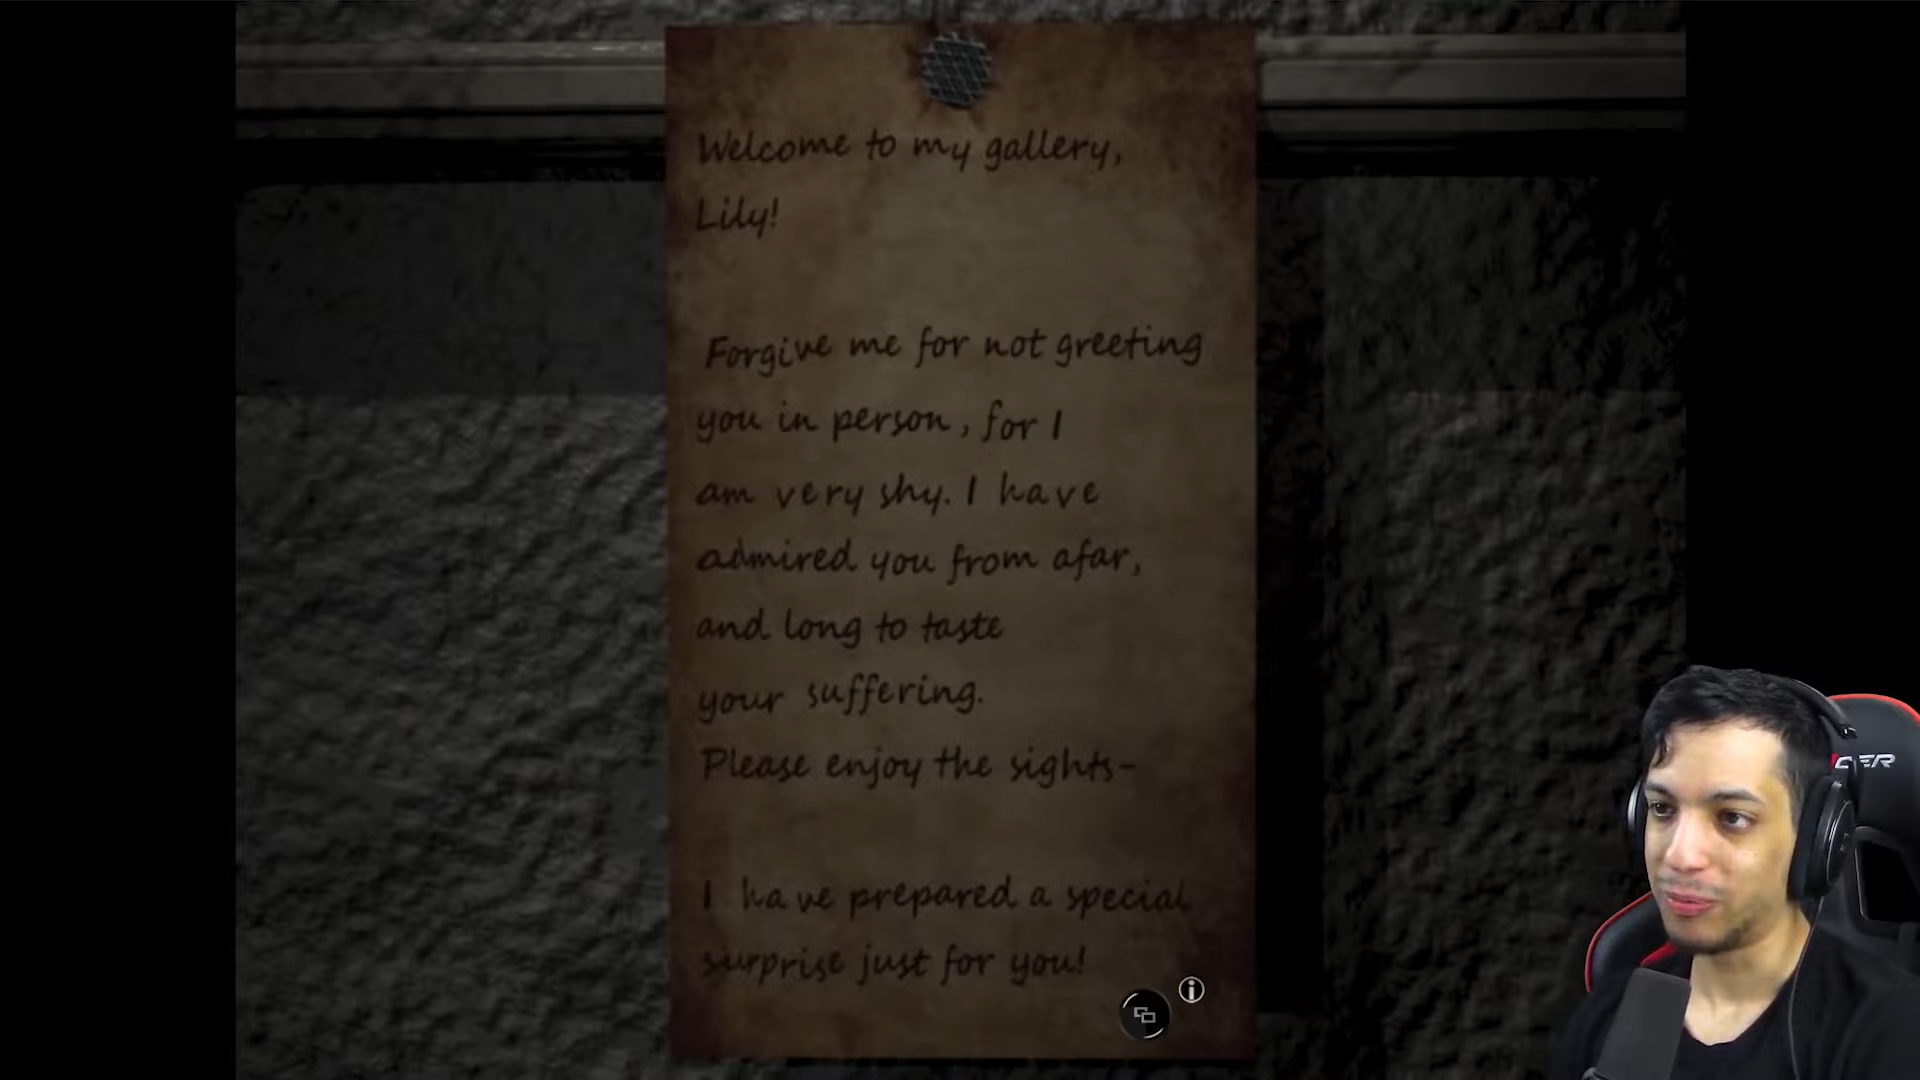 Welcome to my gallery,
Lily!
Forgive me for not greeting
you in person, for I
am very shy. I have
admired you from afar,
and long to taste
your suffering.
Please enjoy the sights-
I have prepared a special
surprise just for you!